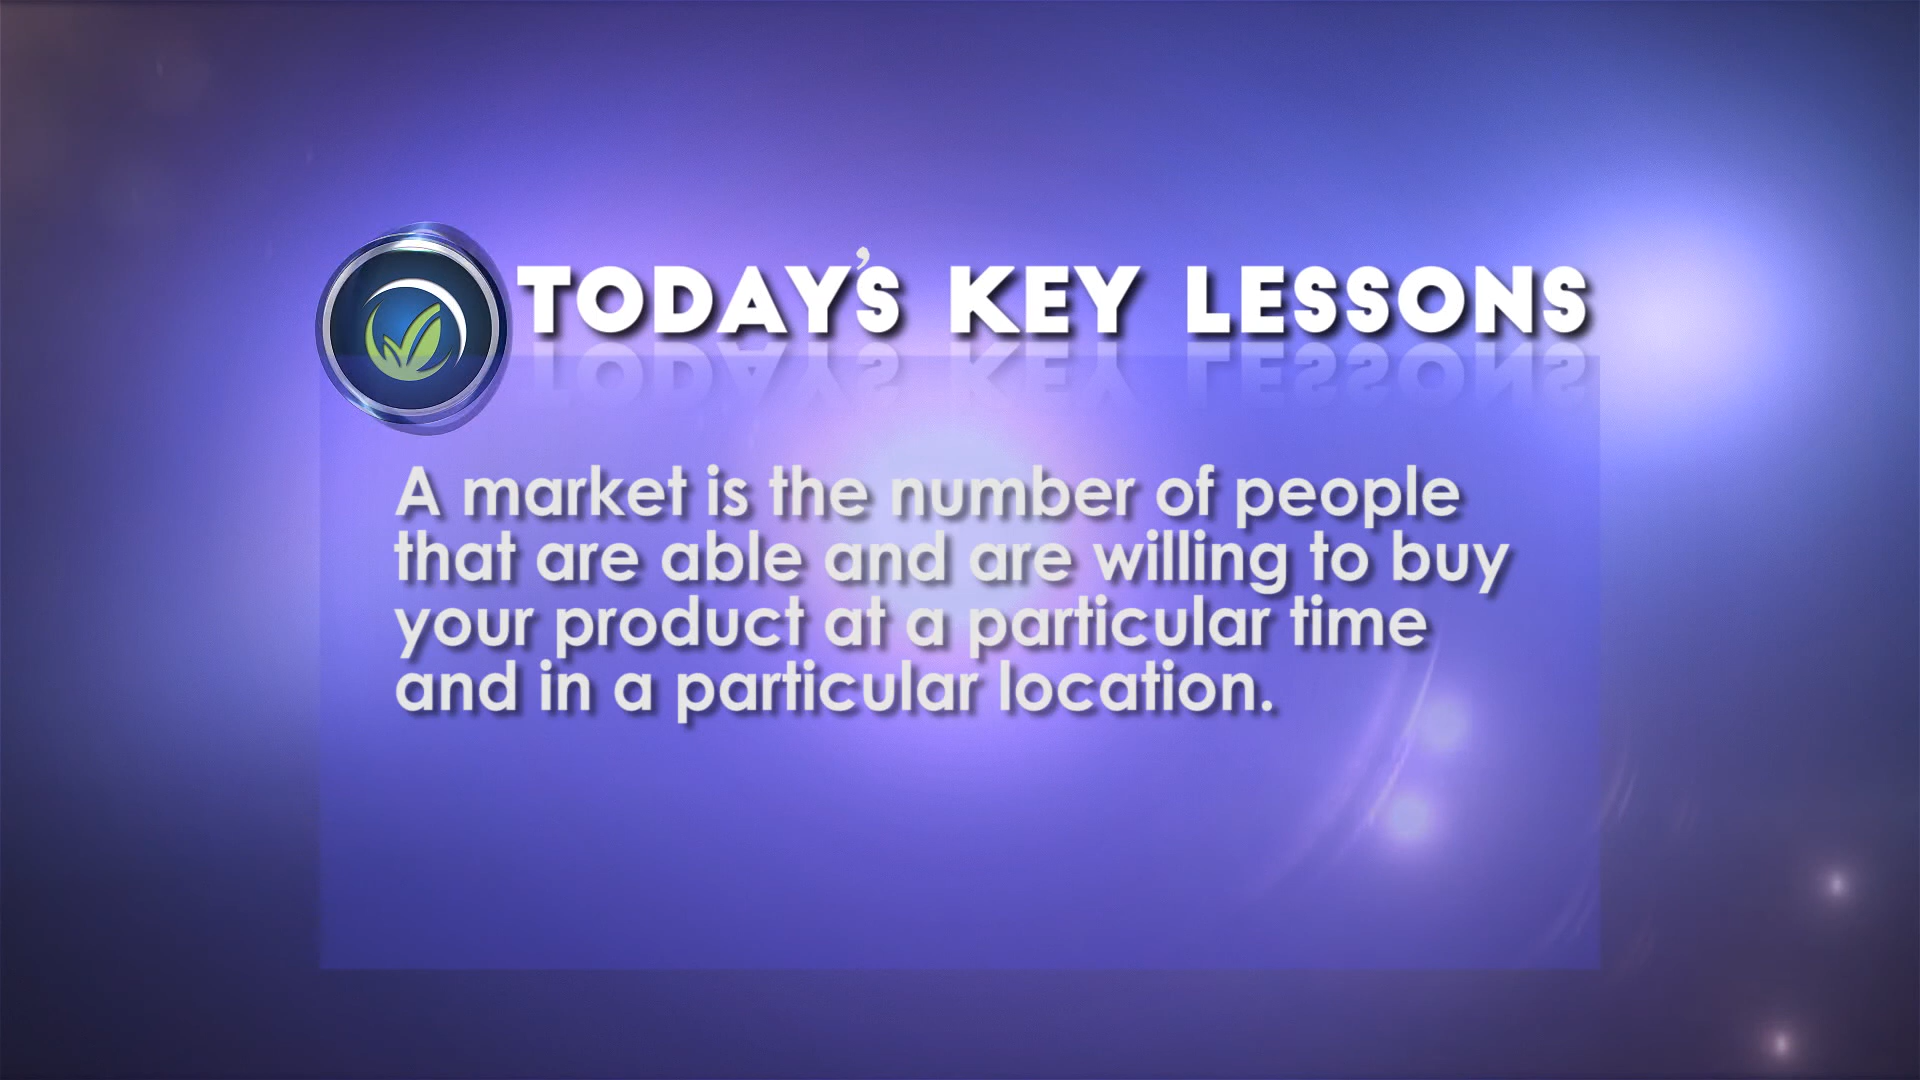 TODAY'S KEY LESSONS
A market is the number of people
that are able and are willing to buy
your product at a particular time
and in a particular location.